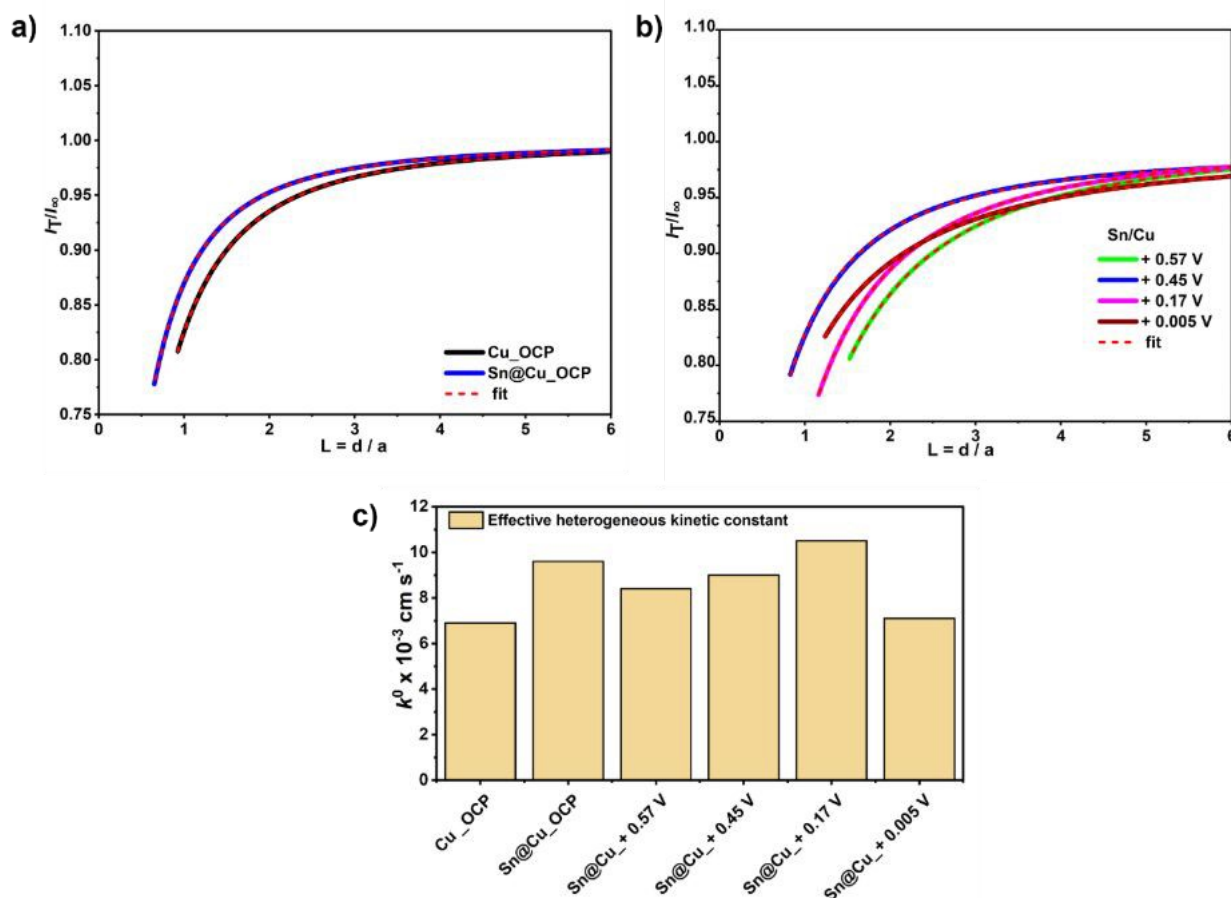 a)
1.10
1.05
1.00
0.95
0.90
0.85
0.80
0.75
I_T/I_∞
0 1 2 3 4 5 6
L = d / a
Cu_OCP
Sn@Cu_OCP
fit
b)
1.10
1.05
1.00
0.95
0.90
0.85
0.80
0.75
I_T/I_∞
0 1 2 3 4 5 6
L = d / a
Sn/Cu
+ 0.57 V
+ 0.45 V
+ 0.17 V
+ 0.005 V
fit
c)
12
10
8
6
4
2
0
k⁰ x 10⁻³ cm s⁻¹
Effective heterogeneous kinetic constant
Cu _OCP
Sn@Cu_OCP
Sn@Cu_+ 0.57 V
Sn@Cu_+ 0.45 V
Sn@Cu_+ 0.17 V
Sn@Cu_+ 0.005 V